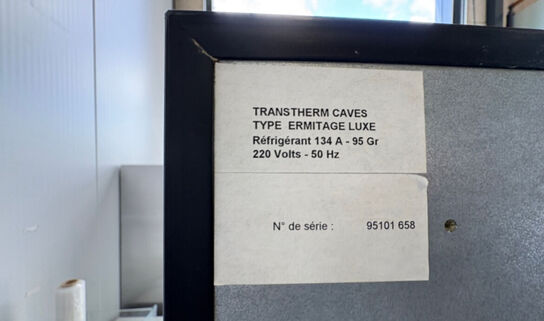 TRANSTHERM CAVES
TYPE ERMITAGE LUXE
Réfrigérant 134 A - 95 Gr
220 Volts - 50 Hz
N° de série : 95101 658